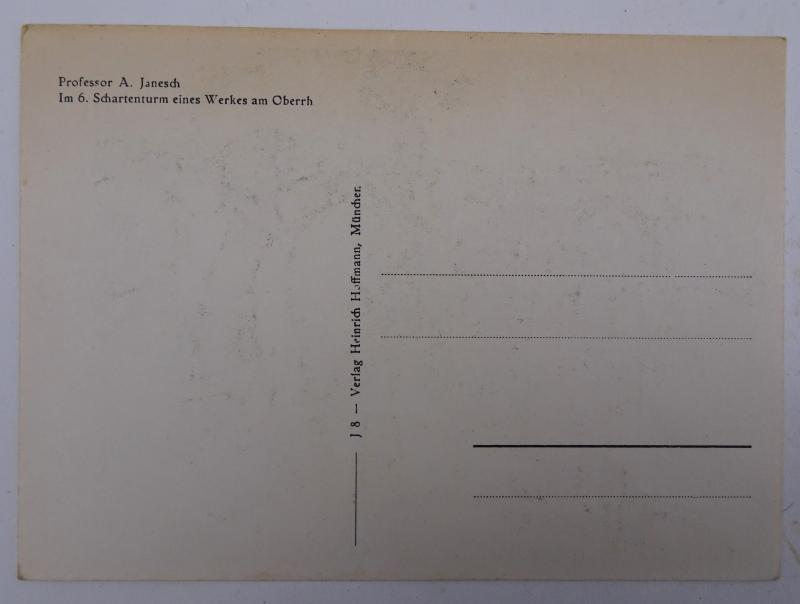 Professor A. Janesch
Im 6. Schartenturm eines Werkes am Oberrh
J 8 — Verlag Heinrich Hoffmann, München.